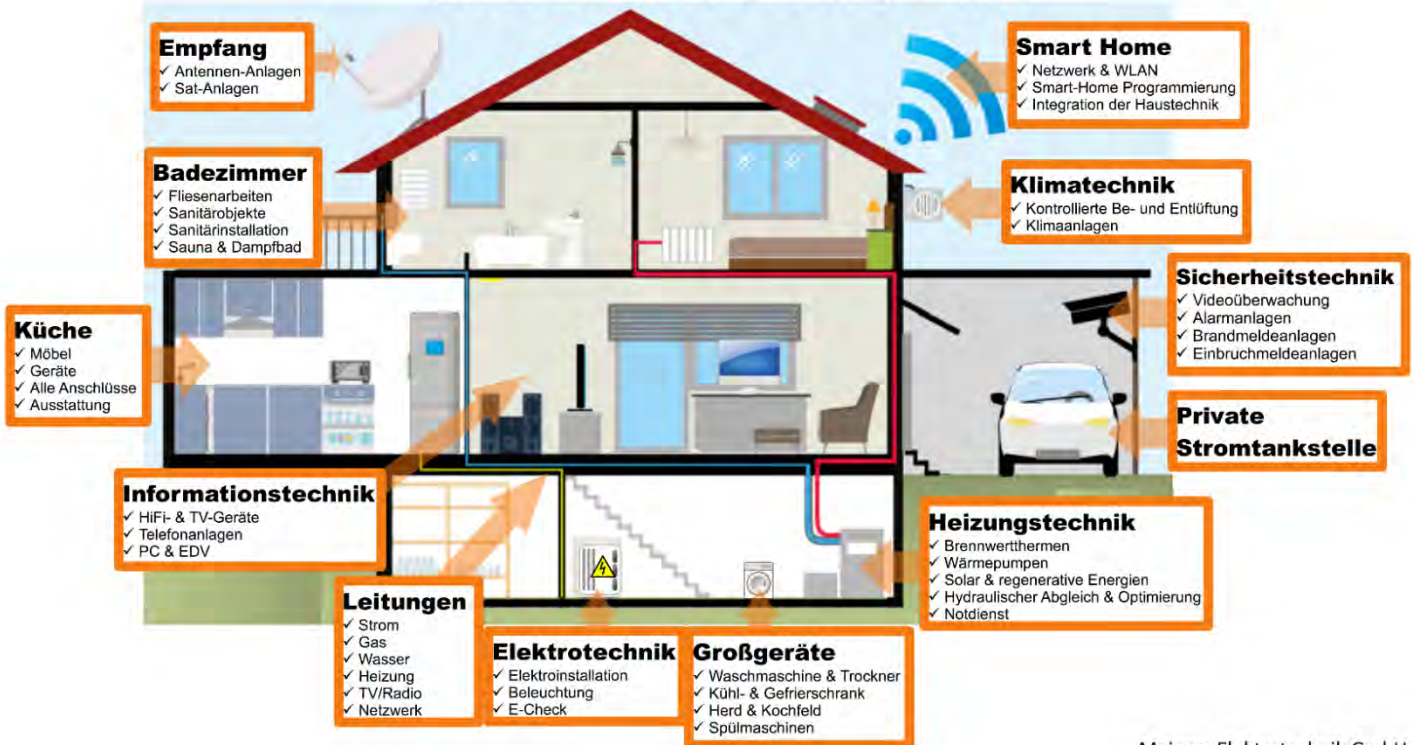 Empfang
✓ Antennen-Anlagen
✓ Sat-Anlagen
Smart Home
✓ Netzwerk & WLAN
✓ Smart-Home Programmierung
✓ Integration der Haustechnik
Badezimmer
✓ Fliesenarbeiten
✓ Sanitärobjekte
✓ Sanitärinstallation
✓ Sauna & Dampfbad
Klimatechnik
✓ Kontrollierte Be- und Entlüftung
✓ Klimaanlagen
Sicherheitstechnik
✓ Videoüberwachung
✓ Alarmanlagen
✓ Brandmeldeanlagen
✓ Einbruchmeldeanlagen
Küche
✓ Möbel
✓ Geräte
✓ Alle Anschlüsse
✓ Ausstattung
Private
Stromtankstelle
Informationstechnik
✓ HiFi- & TV-Geräte
✓ Telefonanlagen
✓ PC & EDV
Heizungstechnik
✓ Brennwertthermen
✓ Wärmepumpen
✓ Solar & regenerative Energien
✓ Hydraulischer Abgleich & Optimierung
✓ Notdienst
Leitungen
✓ Strom
✓ Gas
✓ Wasser
✓ Heizung
✓ TV/Radio
✓ Netzwerk
Elektrotechnik
✓ Elektroinstallation
✓ Beleuchtung
✓ E-Check
Großgeräte
✓ Waschmaschine & Trockner
✓ Kühl- & Gefrierschrank
✓ Herd & Kochfeld
✓ Spülmaschinen